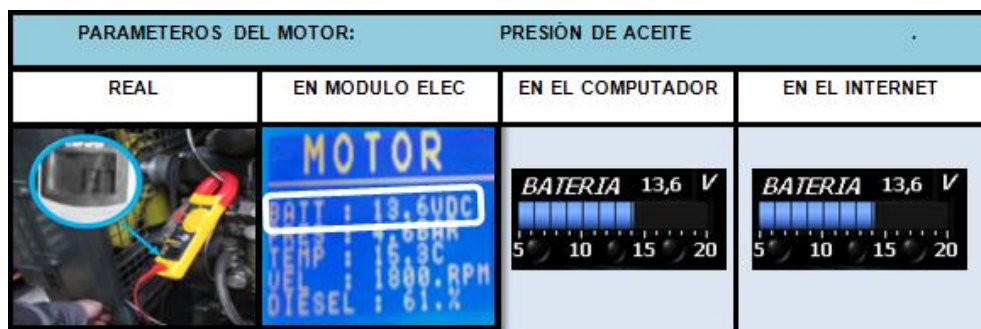 PARAMETEROS DEL MOTOR: PRESIÓN DE ACEITE .
REAL
EN MODULO ELEC
EN EL COMPUTADOR
EN EL INTERNET
MOTOR
BATT : 13,6VDC
TEMP : 15.3C
VEL : 1800.RPM
DIESEL : 61.%
BATERIA 13,6 V
5 10 15 20
BATERIA 13,6 V
5 10 15 20